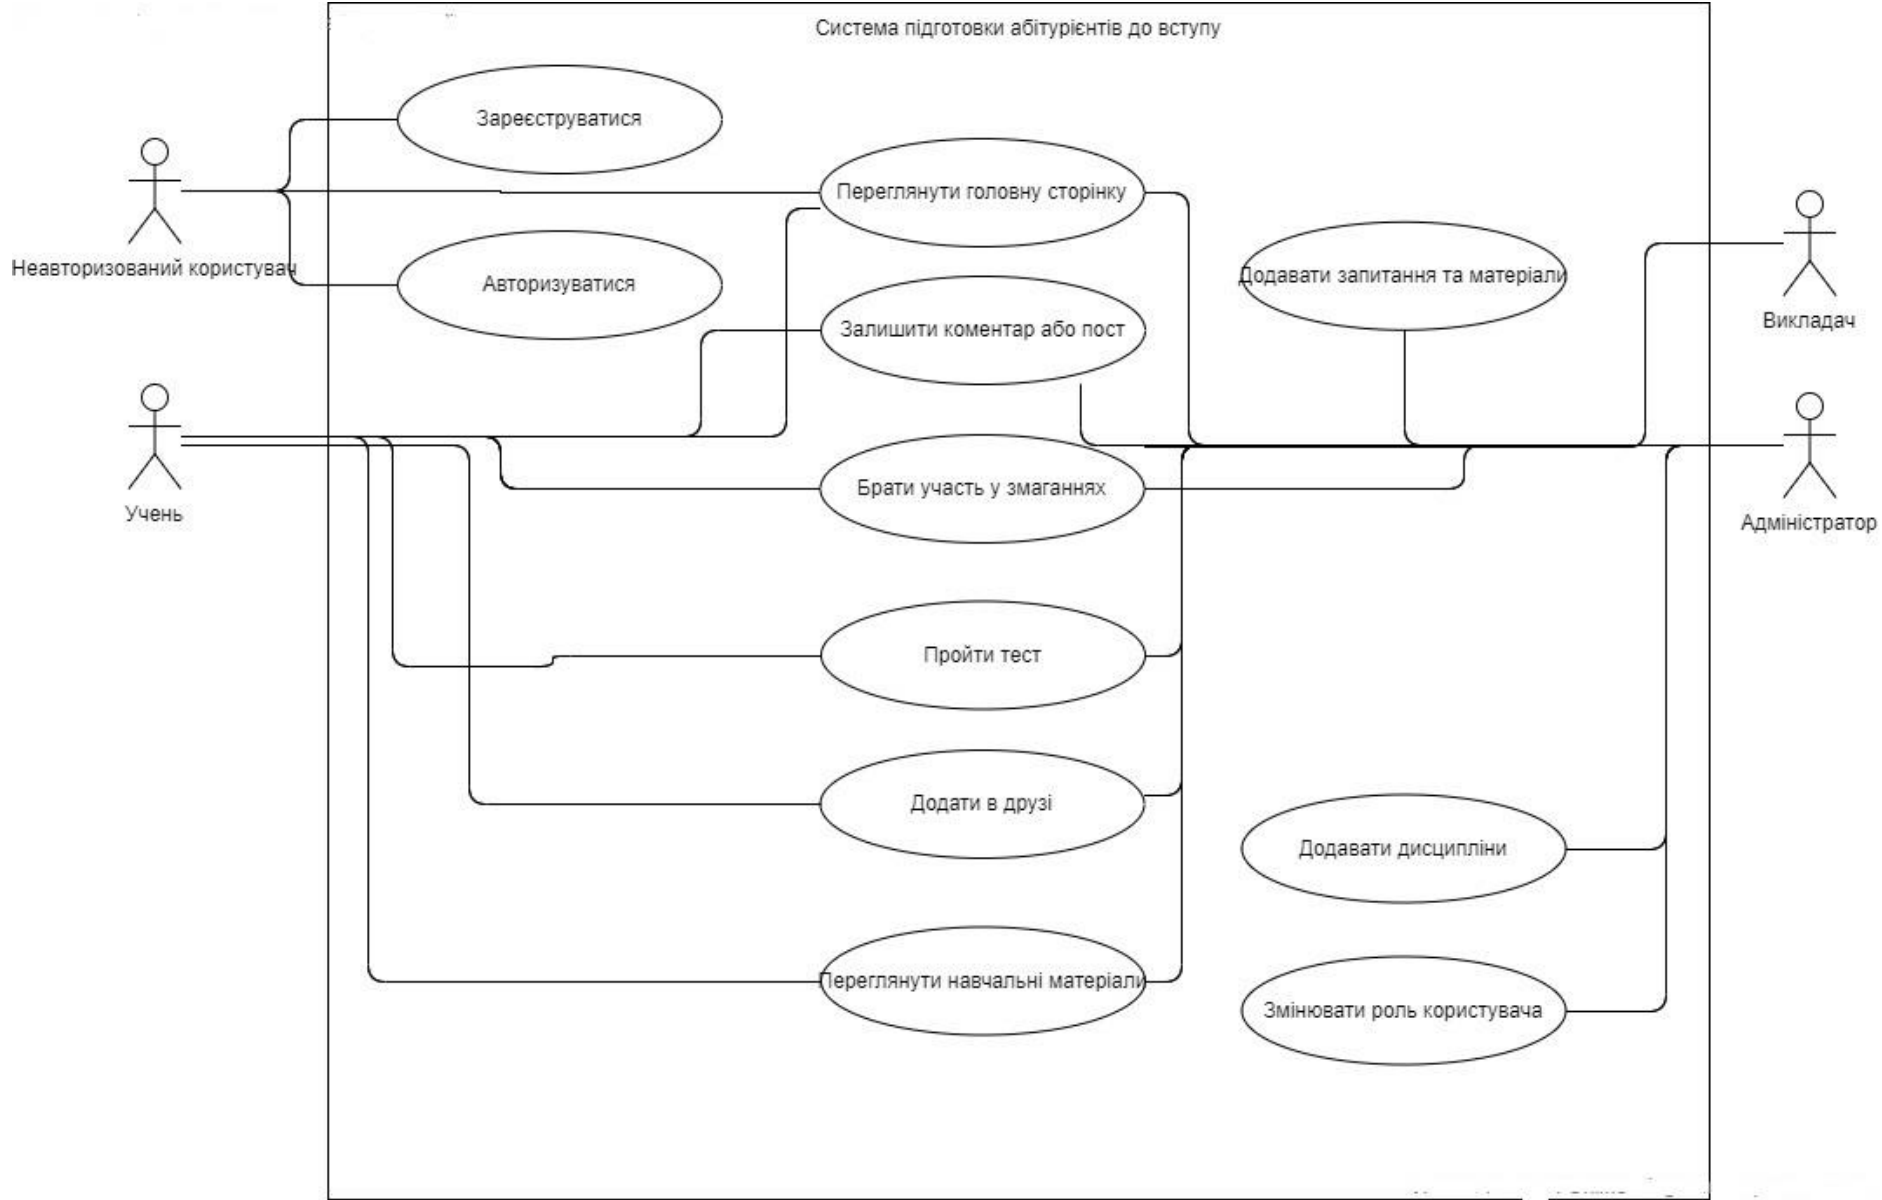 Система підготовки абітурієнтів до вступу
Зареєструватися
Переглянути головну сторінку
Неавторизований користувач
Авторизуватися
Додавати запитання та матеріали
Залишити коментар або пост
Викладач
Учень
Брати участь у змаганнях
Адміністратор
Пройти тест
Додати в друзі
Додавати дисципліни
Переглянути навчальні матеріали
Змінювати роль користувача